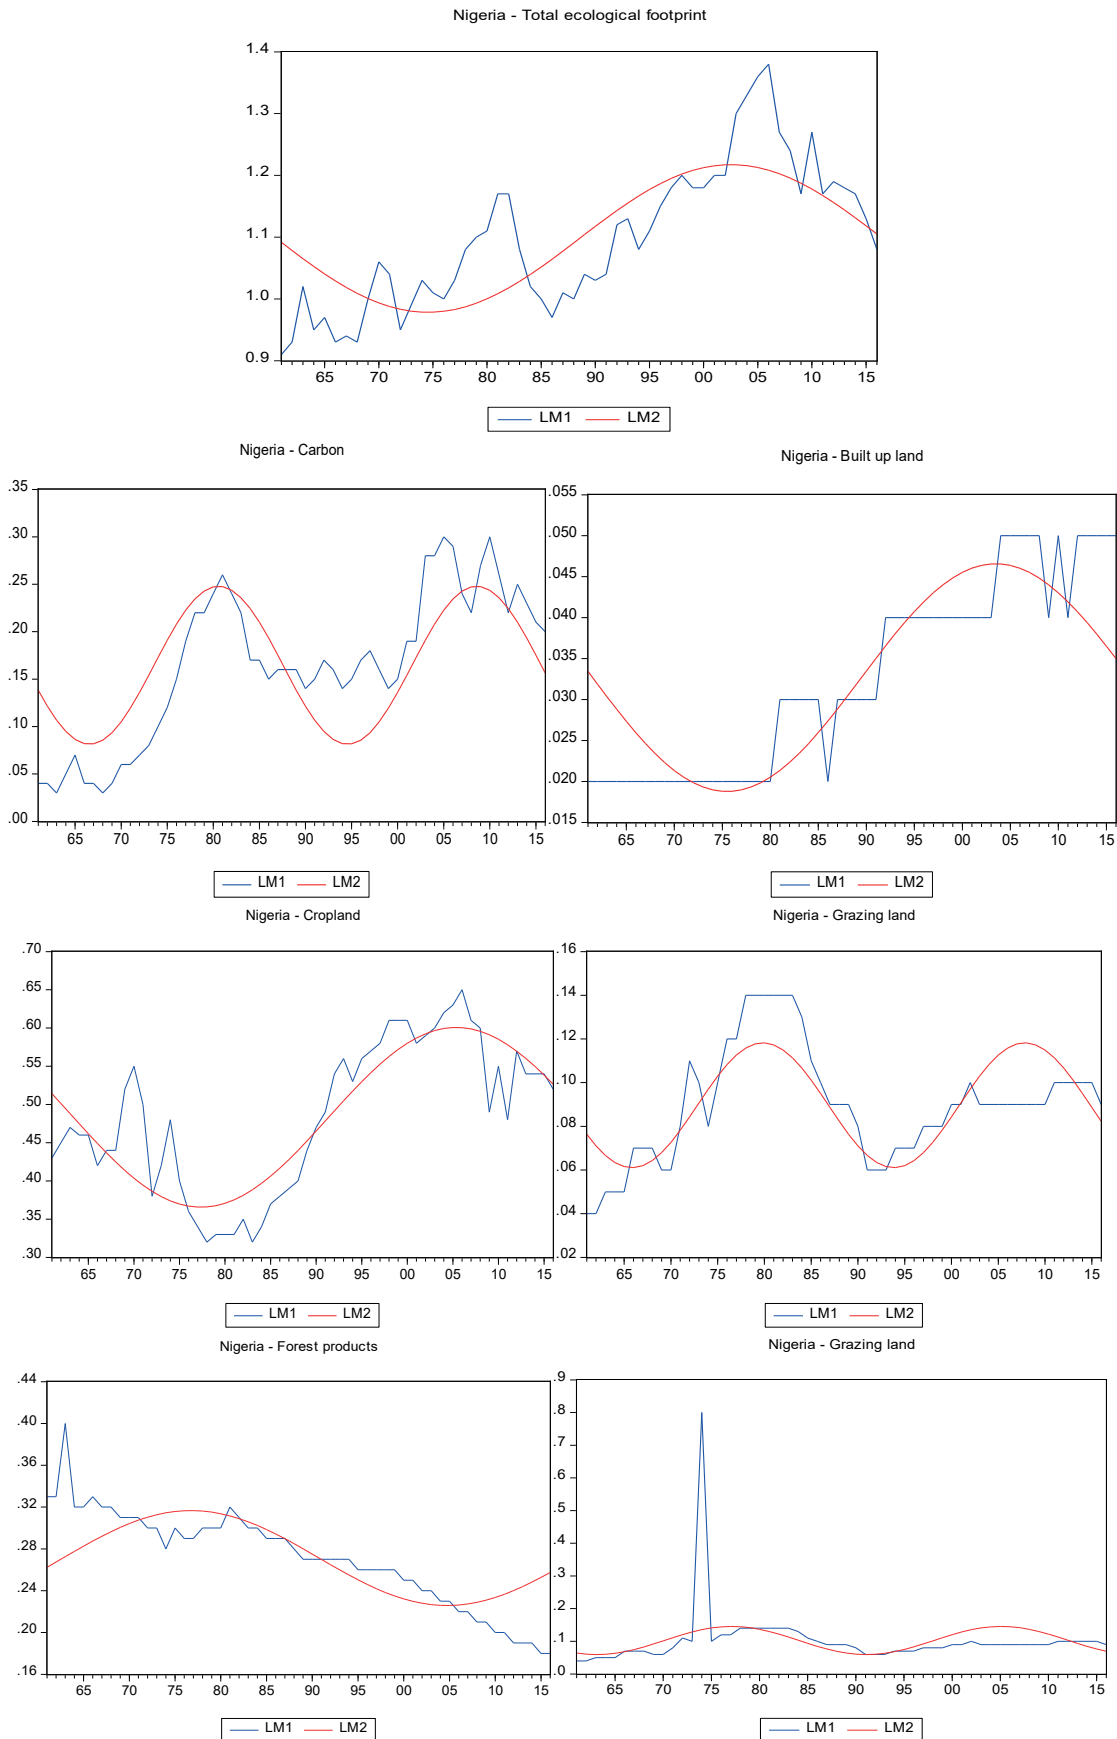 Nigeria - Total ecological footprint
1.4
1.3
1.2
1.1
1.0
0.9
65 70 75 80 85 90 95 00 05 10 15
LM1 LM2
Nigeria - Carbon
.35
.30
.25
.20
.15
.10
.05
.00
65 70 75 80 85 90 95 00 05 10 15
LM1 LM2
Nigeria - Built up land
.055
.050
.045
.040
.035
.030
.025
.020
.015
65 70 75 80 85 90 95 00 05 10 15
LM1 LM2
Nigeria - Cropland
.70
.65
.60
.55
.50
.45
.40
.35
.30
65 70 75 80 85 90 95 00 05 10 15
LM1 LM2
Nigeria - Grazing land
.16
.14
.12
.10
.08
.06
.04
.02
65 70 75 80 85 90 95 00 05 10 15
LM1 LM2
Nigeria - Forest products
.44
.40
.36
.32
.28
.24
.20
.16
65 70 75 80 85 90 95 00 05 10 15
LM1 LM2
Nigeria - Grazing land
.9
.8
.7
.6
.5
.4
.3
.2
.1
.0
65 70 75 80 85 90 95 00 05 10 15
LM1 LM2